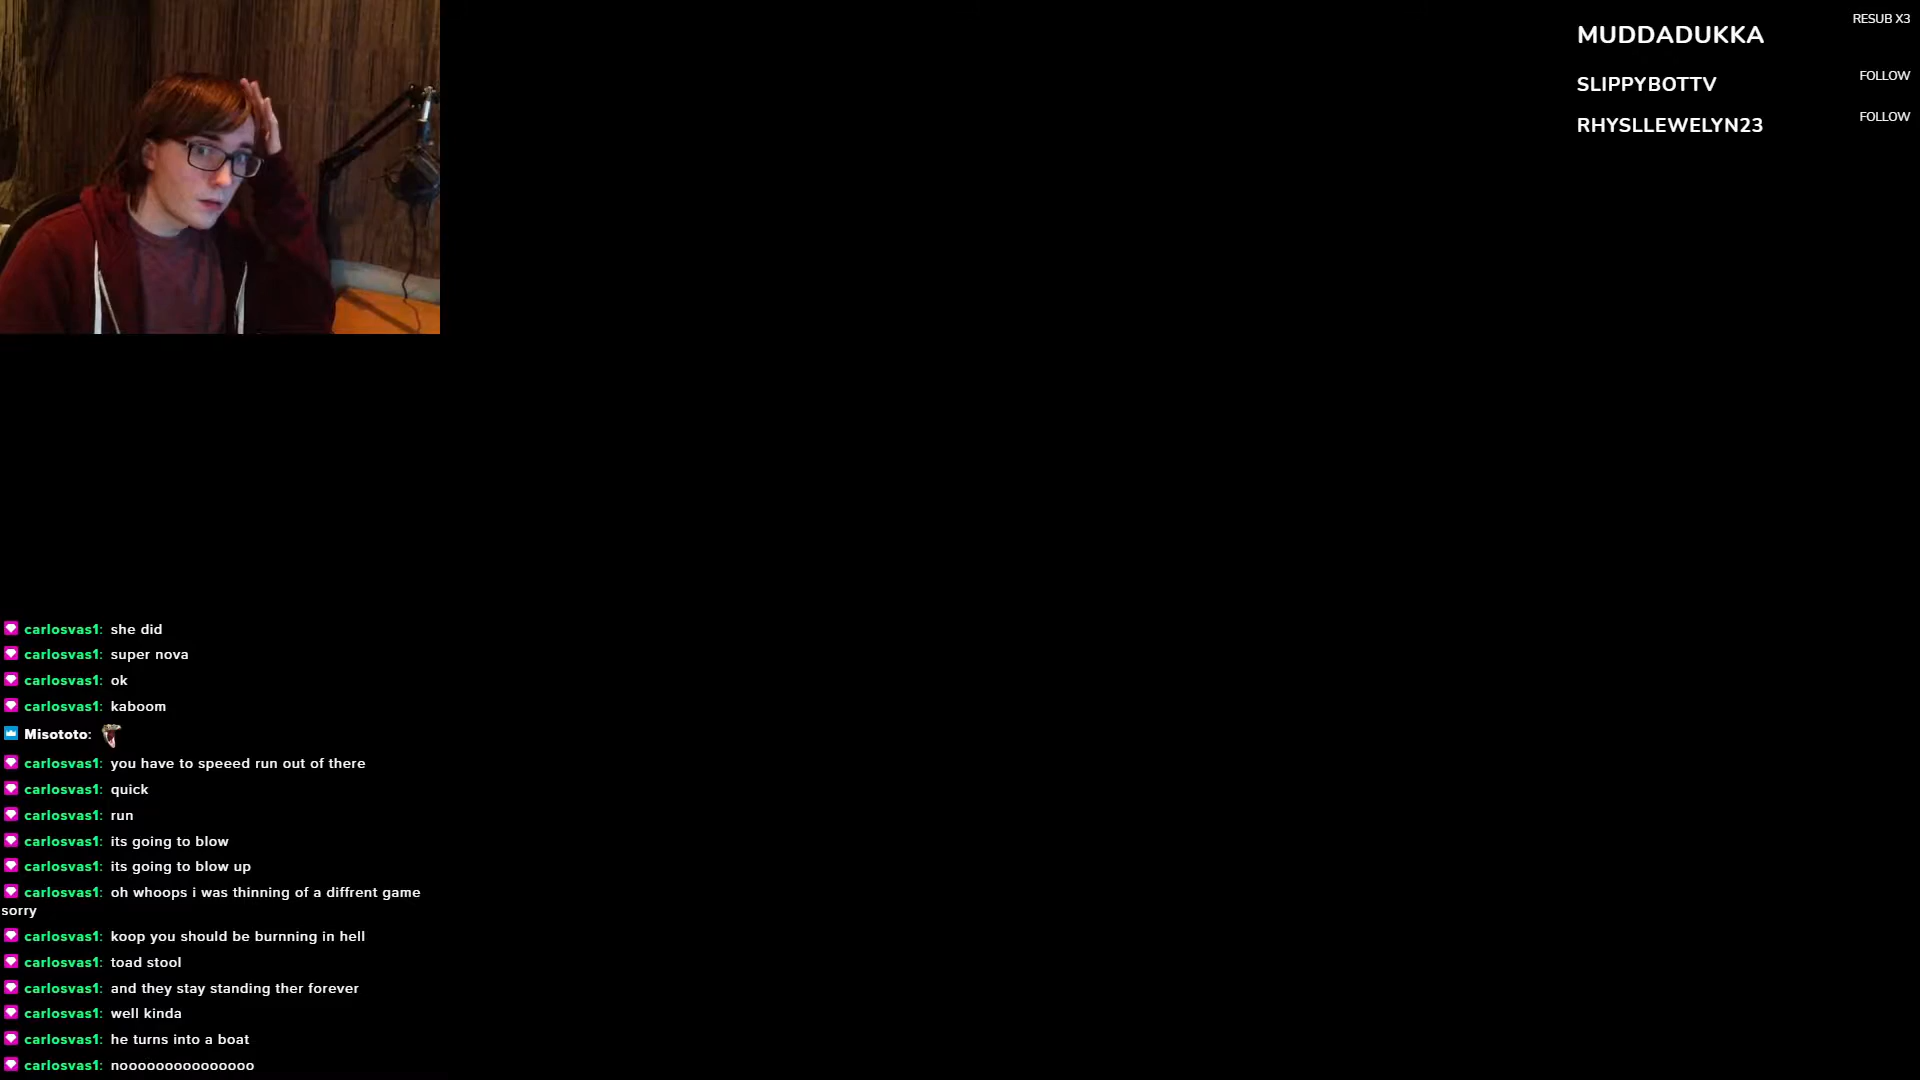 MUDDADUKKA RESUB X3
SLIPPYBOTTV FOLLOW
RHYSLLEWELYN23 FOLLOW
carlosvas1: she did
carlosvas1: super nova
carlosvas1: ok
carlosvas1: kaboom
Misototo:
carlosvas1: you have to speeed run out of there
carlosvas1: quick
carlosvas1: run
carlosvas1: its going to blow
carlosvas1: its going to blow up
carlosvas1: oh whoops i was thinning of a diffrent game
sorry
carlosvas1: koop you should be burnning in hell
carlosvas1: toad stool
carlosvas1: and they stay standing ther forever
carlosvas1: well kinda
carlosvas1: he turns into a boat
carlosvas1: nooooooooooooooo